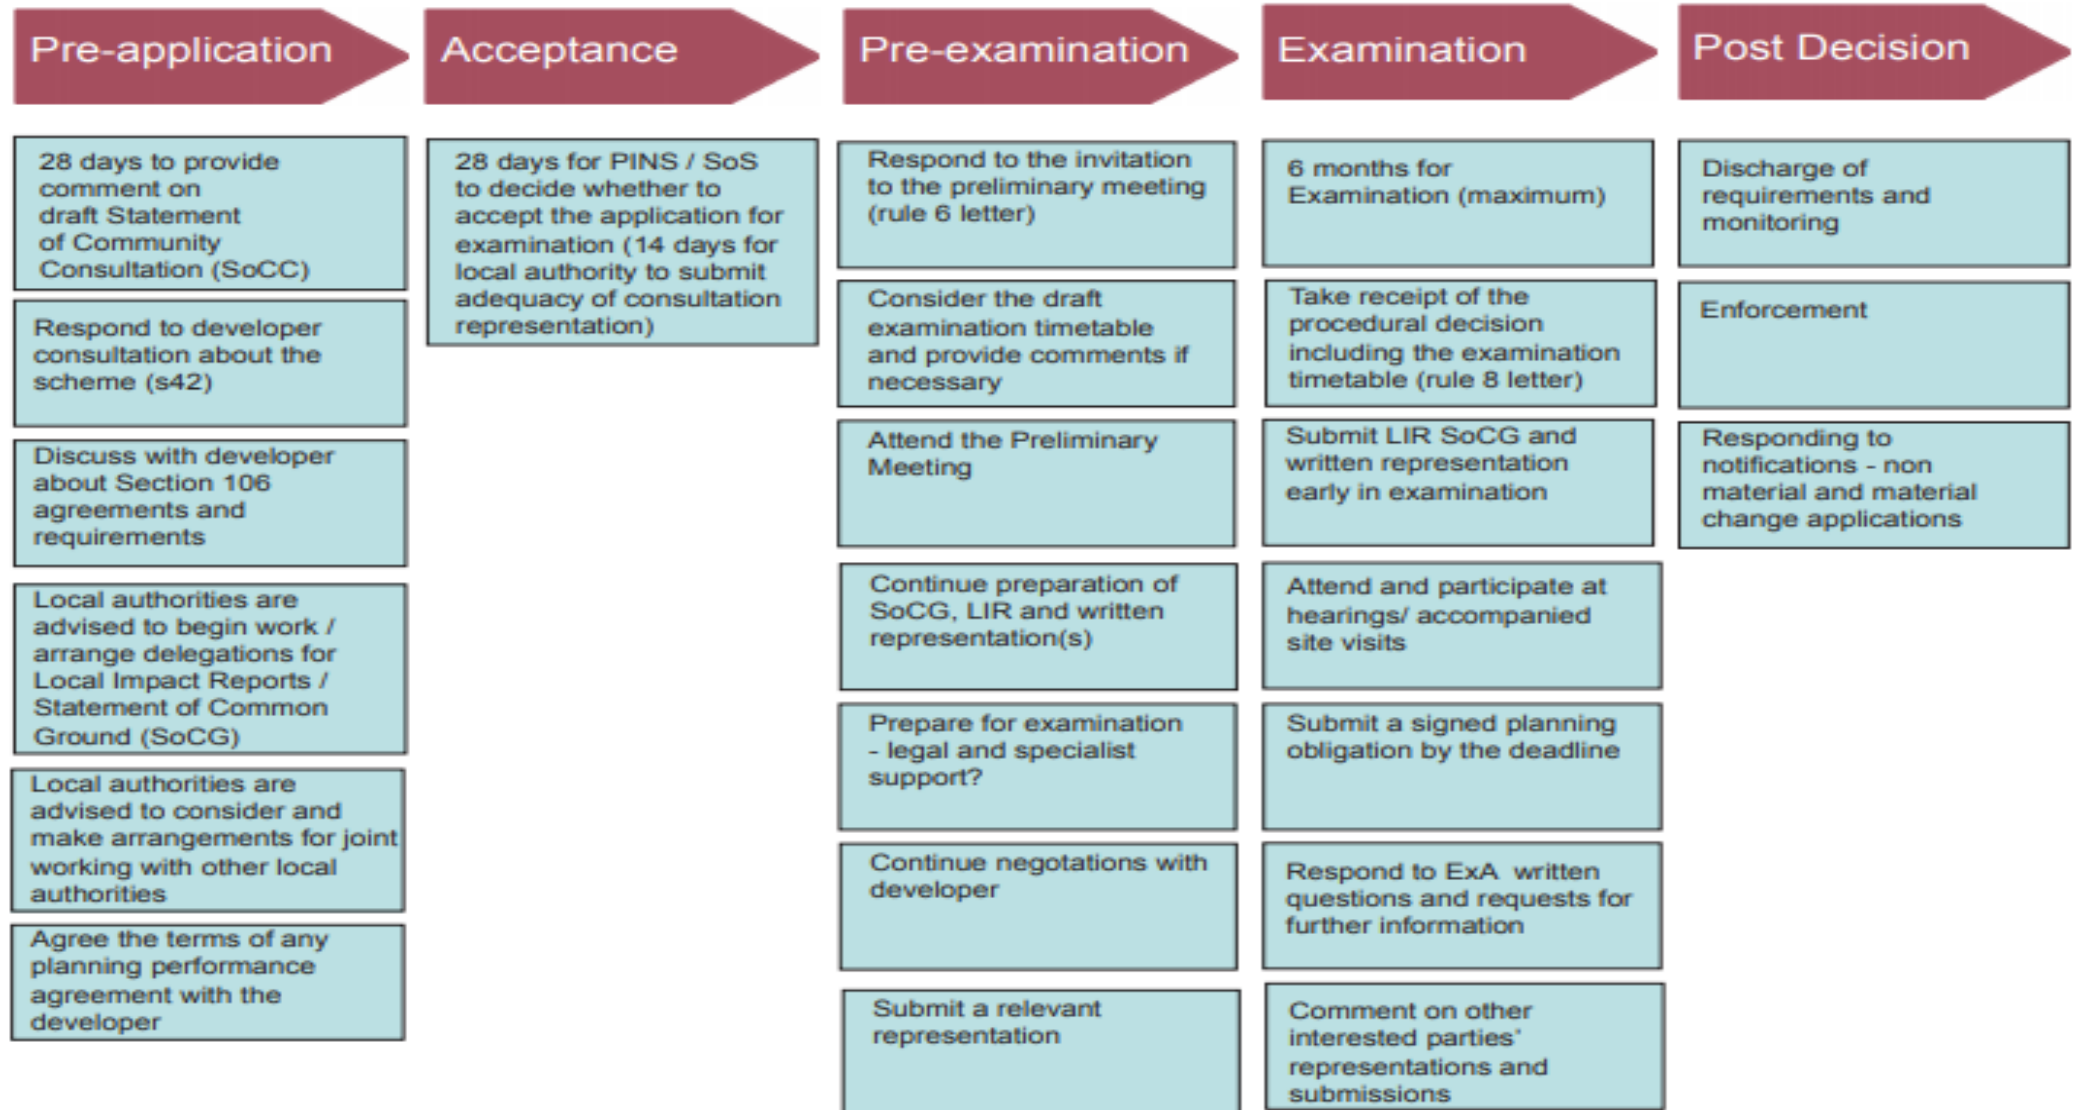 Pre-application
Acceptance
Pre-examination
Examination
Post Decision
28 days to provide
comment on
draft Statement
of Community
Consultation (SoCC)
Respond to developer
consultation about the
scheme (s42)
Discuss with developer
about Section 106
agreements and
requirements
Local authorities are
advised to begin work /
arrange delegations for
Local Impact Reports /
Statement of Common
Ground (SoCG)
Local authorities are
advised to consider and
make arrangements for joint
working with other local
authorities
Agree the terms of any
planning performance
agreement with the
developer
28 days for PINS / SoS
to decide whether to
accept the application for
examination (14 days for
local authority to submit
adequacy of consultation
representation)
Respond to the invitation
to the preliminary meeting
(rule 6 letter)
Consider the draft
examination timetable
and provide comments if
necessary
Attend the Preliminary
Meeting
Continue preparation of
SoCG, LIR and written
representation(s)
Prepare for examination
- legal and specialist
support?
Continue negotations with
developer
Submit a relevant
representation
6 months for
Examination (maximum)
Take receipt of the
procedural decision
including the examination
timetable (rule 8 letter)
Submit LIR SoCG and
written representation
early in examination
Attend and participate at
hearings/ accompanied
site visits
Submit a signed planning
obligation by the deadline
Respond to ExA written
questions and requests for
further information
Comment on other
interested parties'
representations and
submissions
Discharge of
requirements and
monitoring
Enforcement
Responding to
notifications - non
material and material
change applications